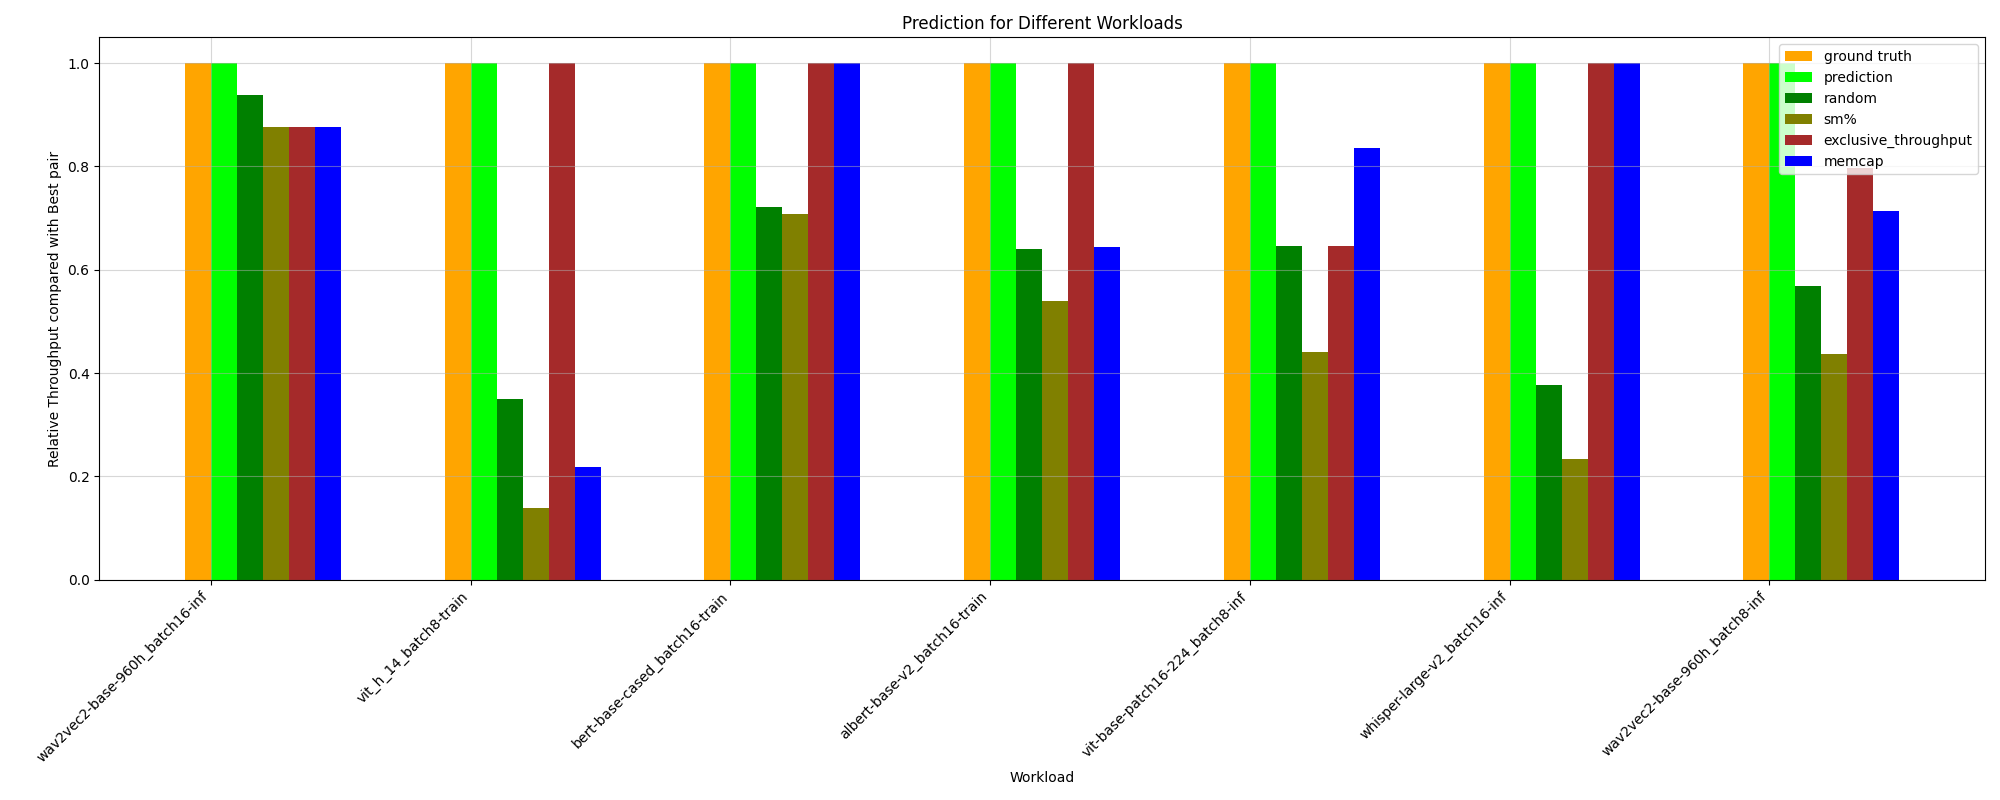 Prediction for Different Workloads
ground truth
prediction
random
sm%
exclusive_throughput
memcap
Relative Throughput compared with Best pair
1.0
0.8
0.6
0.4
0.2
0.0
wav2vec2-base-960h_batch16-inf
vit_h_14_batch8-train
bert-base-cased_batch16-train
albert-base-v2_batch16-train
vit-base-patch16-224_batch8-inf
whisper-large-v2_batch16-inf
wav2vec2-base-960h_batch8-inf
Workload